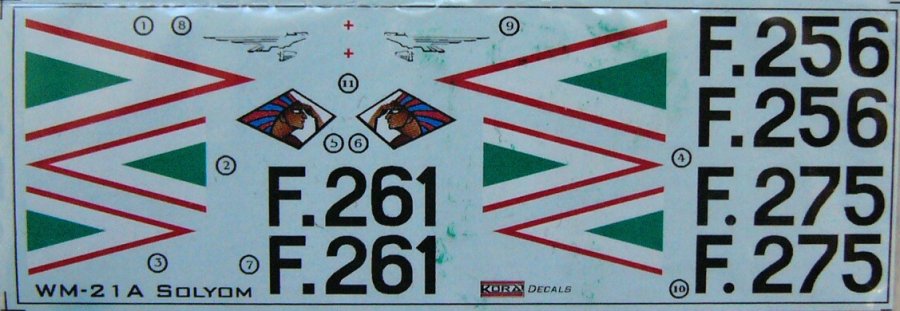 1 8
9
F.256
11
F.256
5 6
2
4
F.261
F.275
F.261
F.275
3
7
WM-21A SOLYOM
KORA DECALS
10